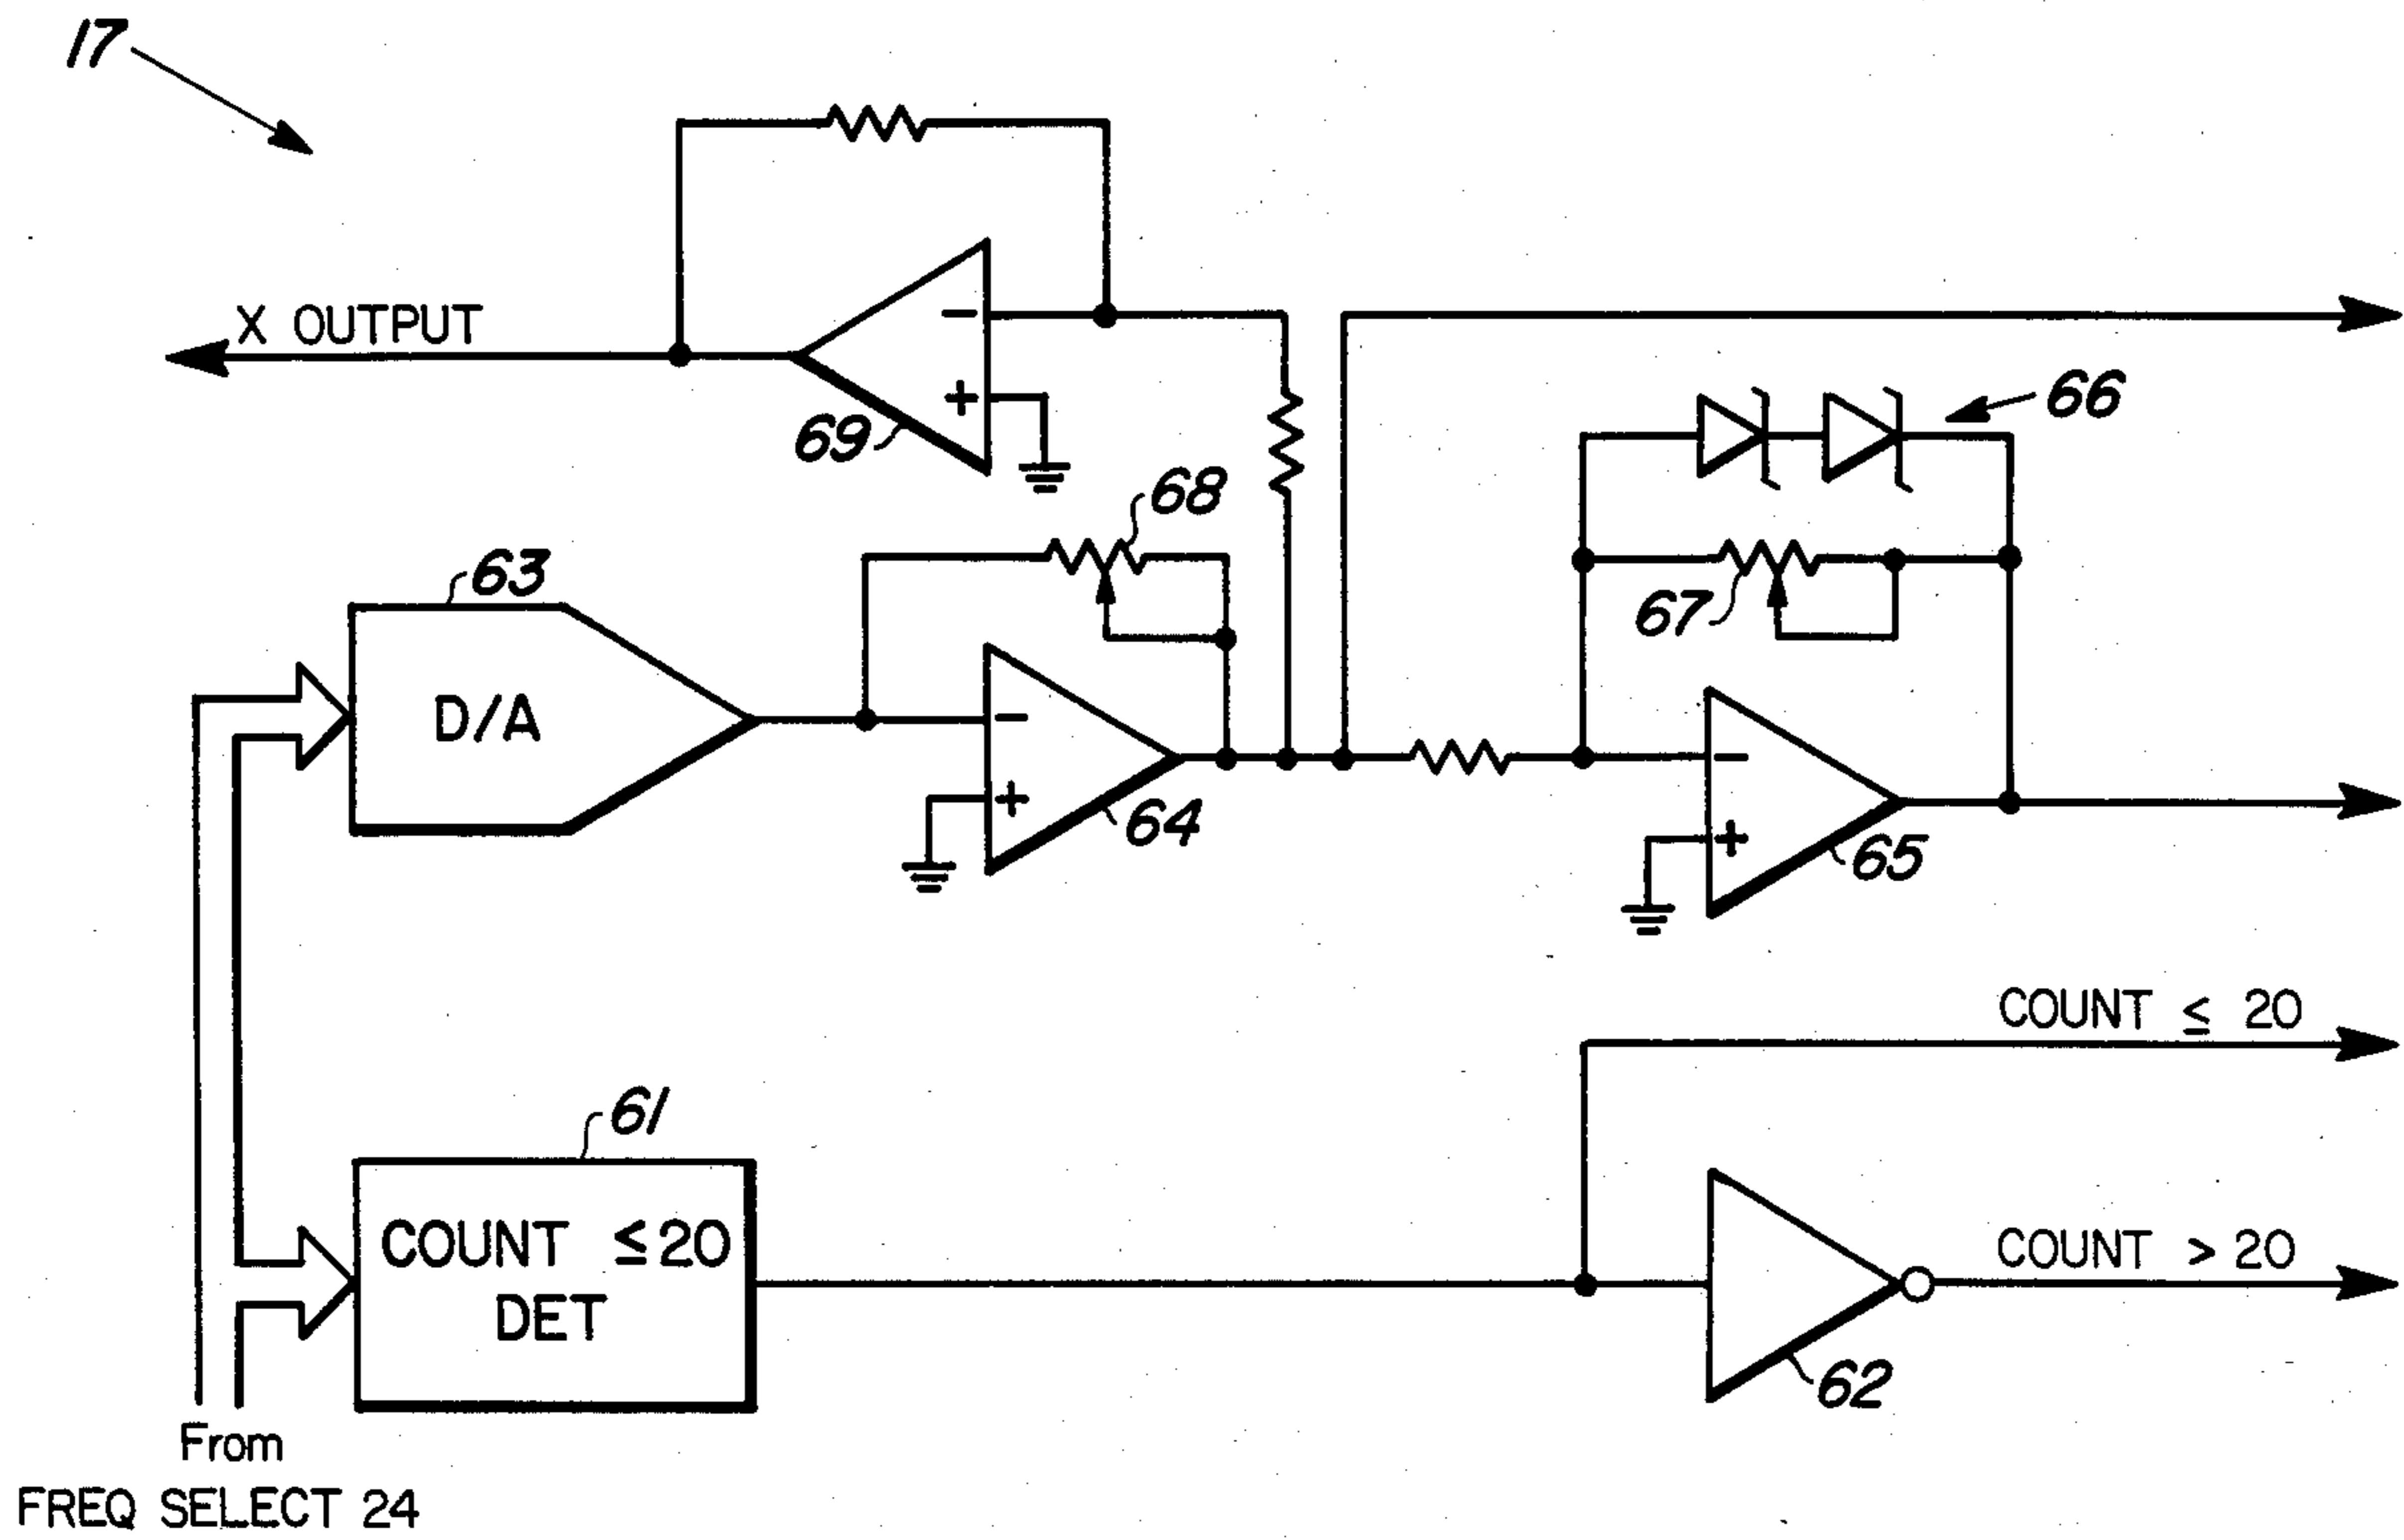 17
X OUTPUT
−
+
69
66
68
67
63
D/A
−
+
64
−
+
65
COUNT ≤ 20
61
COUNT ≤20
DET
COUNT > 20
62
From
FREQ SELECT 24